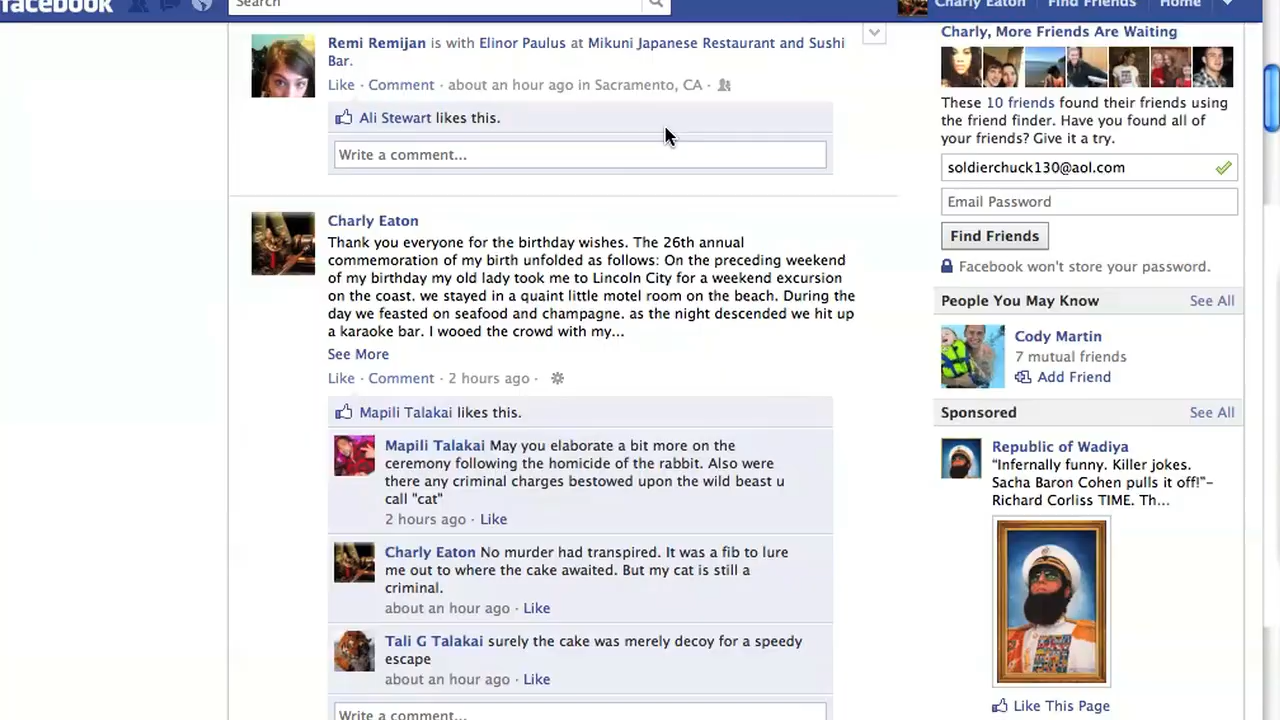 facebook
Search
Charly Eaton Find Friends Home
Remi Remijan is with Elinor Paulus at Mikuni Japanese Restaurant and Sushi
Bar.
Like · Comment · about an hour ago in Sacramento, CA ·
Ali Stewart likes this.
Write a comment...
Charly Eaton
Thank you everyone for the birthday wishes. The 26th annual
commemoration of my birth unfolded as follows: On the preceding weekend
of my birthday my old lady took me to Lincoln City for a weekend excursion
on the coast. we stayed in a quaint little motel room on the beach. During the
day we feasted on seafood and champagne. as the night descended we hit up
a karaoke bar. I wooed the crowd with my...
See More
Like · Comment · 2 hours ago ·
Mapili Talakai likes this.
Mapili Talakai May you elaborate a bit more on the
ceremony following the homicide of the rabbit. Also were
there any criminal charges bestowed upon the wild beast u
call "cat"
2 hours ago · Like
Charly Eaton No murder had transpired. It was a fib to lure
me out to where the cake awaited. But my cat is still a
criminal.
about an hour ago · Like
Tali G Talakai surely the cake was merely decoy for a speedy
escape
about an hour ago · Like
Write a comment...
Charly, More Friends Are Waiting
These 10 friends found their friends using
the friend finder. Have you found all of
your friends? Give it a try.
soldierchuck130@aol.com
Email Password
Find Friends
Facebook won't store your password.
People You May Know See All
Cody Martin
7 mutual friends
Add Friend
Sponsored See All
Republic of Wadiya
“Infernally funny. Killer jokes.
Sacha Baron Cohen pulls it off!”–
Richard Corliss TIME. Th...
Like This Page